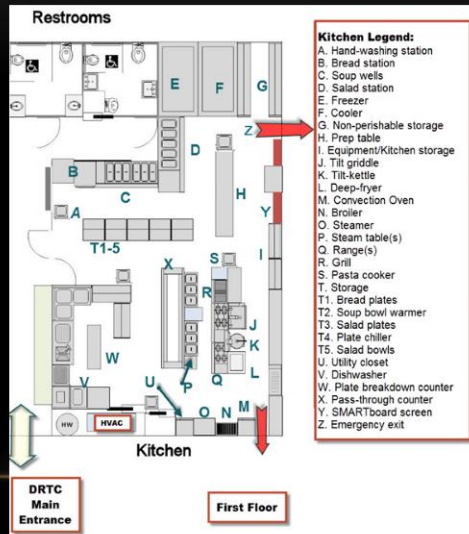 Restrooms
E
F
G
D
Z
B
C
H
A
Y
T1-5
S
I
X
R
J
K
W
L
P
Q
V
U
M
O
N
HW
HVAC
Kitchen
DRTC
Main
Entrance
First Floor
Kitchen Legend:
A. Hand-washing station
B. Bread station
C. Soup wells
D. Salad station
E. Freezer
F. Cooler
G. Non-perishable storage
H. Prep table
I. Equipment/Kitchen storage
J. Tilt griddle
K. Tilt-kettle
L. Deep-fryer
M. Convection Oven
N. Broiler
O. Steamer
P. Steam table(s)
Q. Range(s)
R. Grill
S. Pasta cooker
T. Storage
T1. Bread plates
T2. Soup bowl warmer
T3. Salad plates
T4. Plate chiller
T5. Salad bowls
U. Utility closet
V. Dishwasher
W. Plate breakdown counter
X. Pass-through counter
Y. SMARTboard screen
Z. Emergency exit